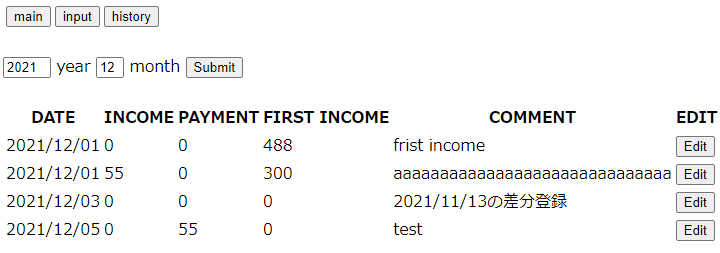 main input history
2021 year 12 month Submit
DATE INCOME PAYMENT FIRST INCOME COMMENT EDIT
2021/12/01 0 0 488 frist income Edit
2021/12/01 55 0 300 aaaaaaaaaaaaaaaaaaaaaaaaaaaaaa Edit
2021/12/03 0 0 0 2021/11/13の差分登録 Edit
2021/12/05 0 55 0 test Edit